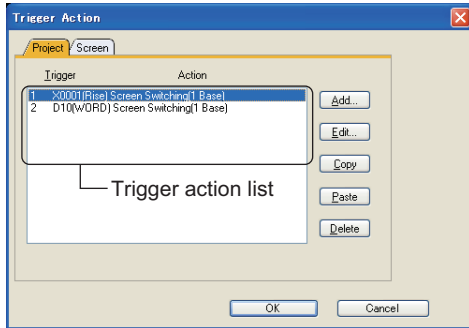 Trigger Action
Project Screen
Trigger Action
1 X0001(Rise) Screen Switching(1 Base)
2 D10(WORD) Screen Switching(1 Base)
Add...
Edit...
Copy
Trigger action list
Paste
Delete
OK Cancel